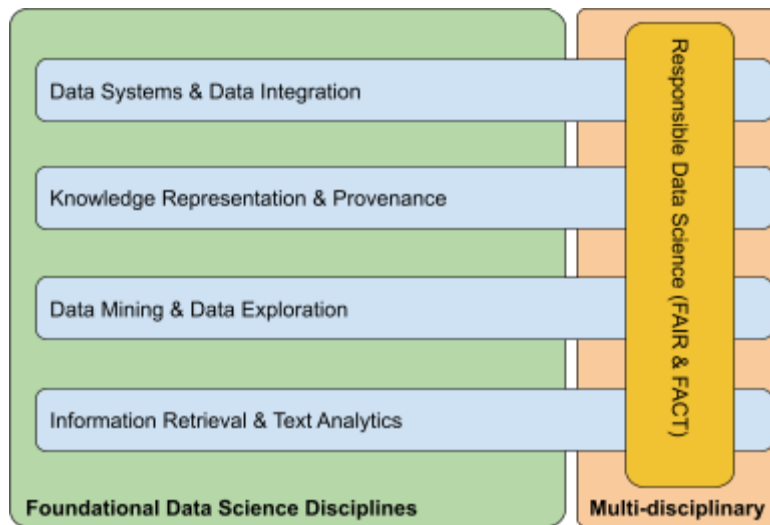 Data Systems & Data Integration
Knowledge Representation & Provenance
Data Mining & Data Exploration
Information Retrieval & Text Analytics
Responsible Data Science (FAIR & FACT)
Foundational Data Science Disciplines
Multi-disciplinary